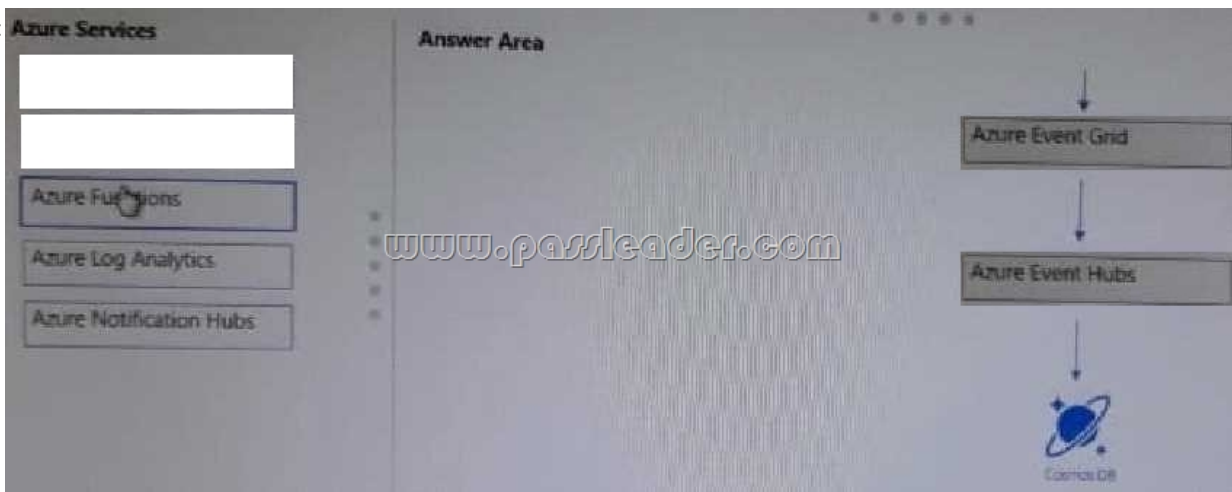 Azure Services
Answer Area
Azure Functions
Azure Log Analytics
Azure Notification Hubs
Azure Event Grid
Azure Event Hubs
Cosmos DB
www.passleader.com